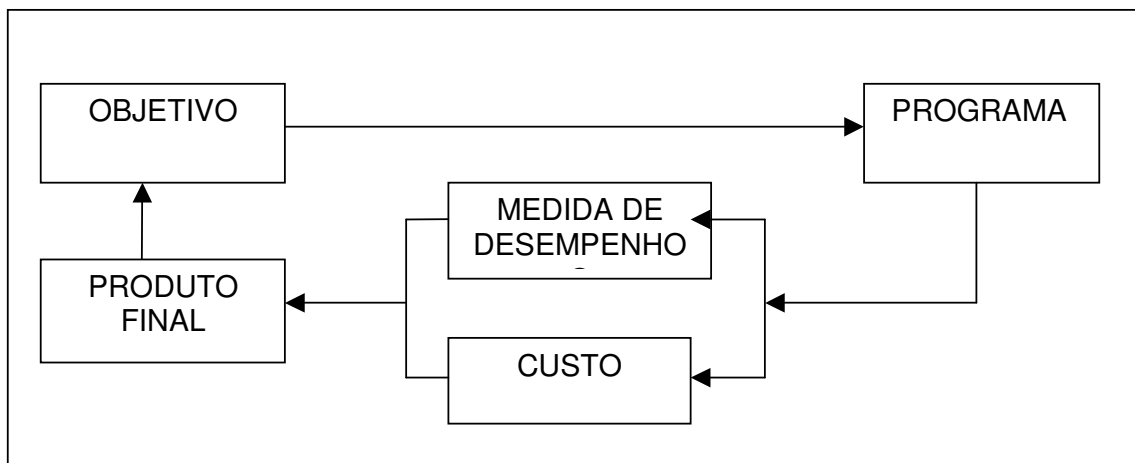 OBJETIVO
PROGRAMA
MEDIDA DE
DESEMPENHO
PRODUTO
FINAL
CUSTO